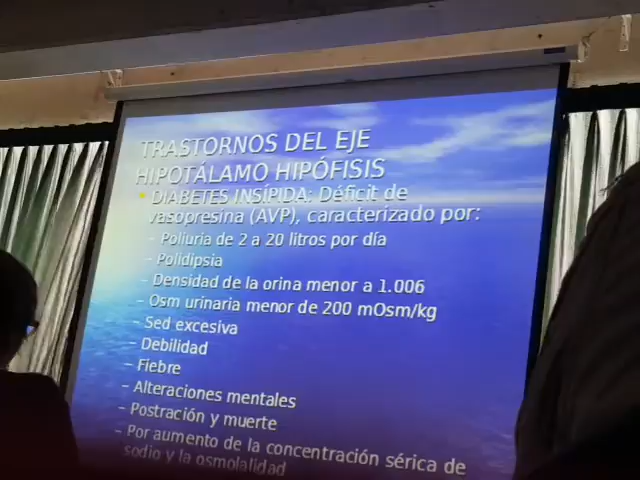 TRASTORNOS DEL EJE
HIPOTÁLAMO HIPÓFISIS
• DIABETES INSÍPIDA: Déficit de
vasopresina (AVP), caracterizado por:
– Poliuria de 2 a 20 litros por día
– Polidipsia
– Densidad de la orina menor a 1.006
– Osm urinaria menor de 200 mOsm/kg
– Sed excesiva
– Debilidad
– Fiebre
– Alteraciones mentales
– Postración y muerte
– Por aumento de la concentración sérica de
sodio y la osmolalidad